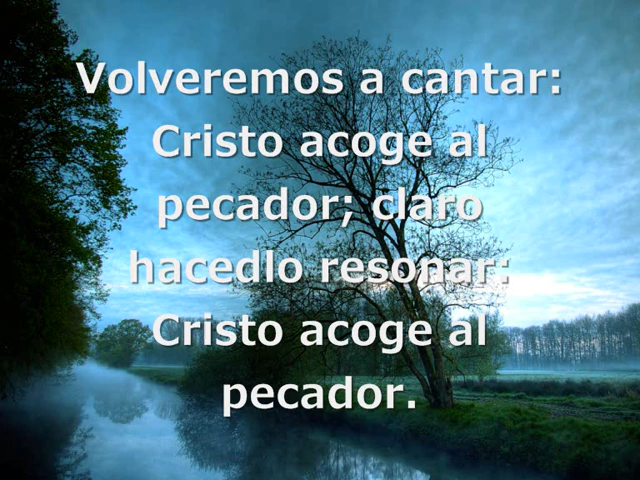 Volveremos a cantar:
Cristo acoge al
pecador; claro
hacedlo resonar:
Cristo acoge al
pecador.